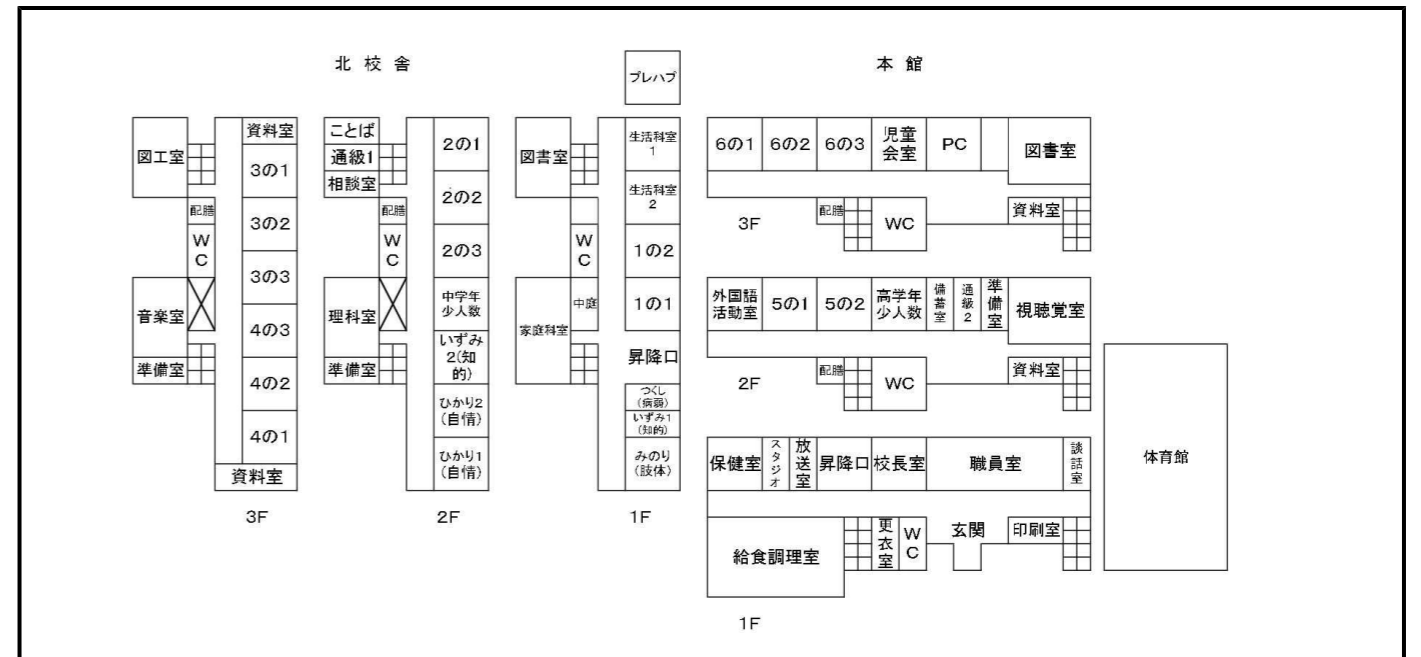 北校舎
プレハブ
本館
図工室
資料室
3の1
配膳
3の2
WC
3の3
音楽室
4の3
準備室
4の2
4の1
資料室
3F
ことば
通級1
相談室
2の1
2の2
配膳
WC
2の3
理科室
中学年
少人数
いずみ
2(知
的)
準備室
ひかり2
(自情)
ひかり1
(自情)
2F
図書室
生活科室
1
生活科室
2
WC
1の2
中庭
1の1
家庭科室
昇降口
つくし
(病弱)
いずみ1
(知的)
みのり
(肢体)
1F
6の1
6の2
6の3
児童
会室
PC
図書室
配膳
WC
資料室
3F
外国語
活動室
5の1
5の2
高学年
少人数
備蓄室
通級2
準備室
視聴覚室
配膳
WC
資料室
2F
保健室
スタジオ
放送室
昇降口
校長室
職員室
談話室
給食調理室
更衣室
WC
玄関
印刷室
1F
体育館